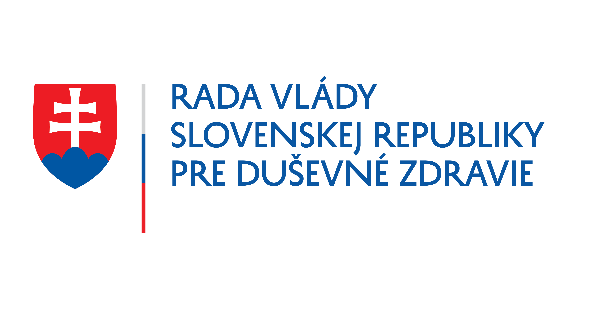 RADA VLÁDY
SLOVENSKEJ REPUBLIKY
PRE DUŠEVNÉ ZDRAVIE